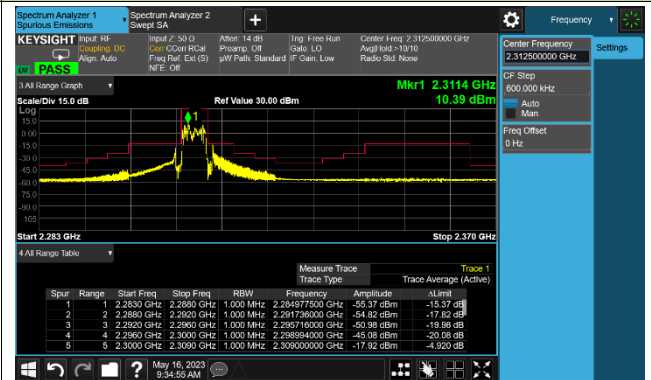 Spectrum Analyzer 1
Spurious Emissions
Spectrum Analyzer 2
Swept SA
+
Frequency
KEYSIGHT
Input: RF
Coupling: DC
Align: Auto
Input Z: 50 Ω
Corr CCorr RCal
Freq Ref: Ext (S)
NFE: Off
Atten: 14 dB
Preamp: Off
µW Path: Standard
Trig: Free Run
Gate: LO
IF Gain: Low
Center Freq: 2.312500000 GHz
Avg|Hold:>10/10
Radio Std: None
PASS
Center Frequency
2.312500000 GHz
Settings
CF Step
600.000 kHz
Auto
Man
Freq Offset
0 Hz
3 All Range Graph
Mkr1 2.3114 GHz
Scale/Div 15.0 dB
Ref Value 30.00 dBm
10.39 dBm
Log
15.0
0.00
-15.0
-30.0
-45.0
-60.0
-75.0
-90.0
-105
1
Start 2.283 GHz
Stop 2.370 GHz
4 All Range Table
Measure Trace Trace 1
Trace Type Trace Average (Active)
Spur Range Start Freq Stop Freq RBW Frequency Amplitude ΔLimit
1 1 2.2830 GHz 2.2880 GHz 1.000 MHz 2.284977500 GHz -55.37 dBm -15.37 dB
2 2 2.2880 GHz 2.2920 GHz 1.000 MHz 2.291736000 GHz -54.82 dBm -17.82 dB
3 3 2.2920 GHz 2.2960 GHz 1.000 MHz 2.295716000 GHz -50.98 dBm -19.98 dB
4 4 2.2960 GHz 2.3000 GHz 1.000 MHz 2.298994000 GHz -45.08 dBm -20.08 dB
5 5 2.3000 GHz 2.3090 GHz 1.000 MHz 2.309000000 GHz -17.92 dBm -4.920 dB
?
May 16, 2023
9:34:55 AM